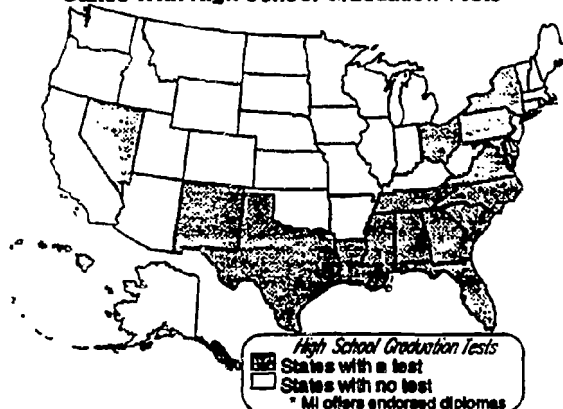 States with High School Graduation Tests
High School Graduation Tests
States with a test
States with no test
* MI offers endorsed diplomas